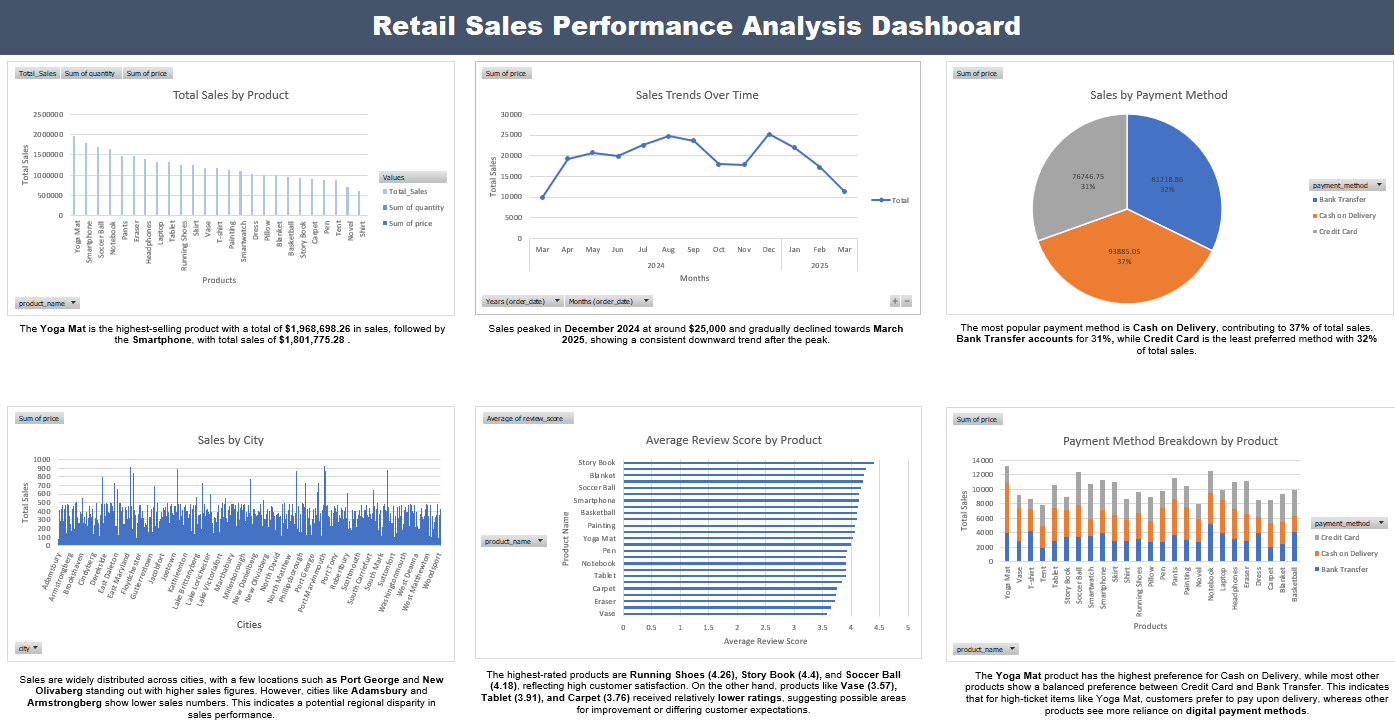 Retail Sales Performance Analysis Dashboard
Total_Sales Sum of quantity Sum of price
Total Sales by Product
Total Sales
2500000
2000000
1500000
1000000
500000
0
Yoga Mat
Smartphone
Soccer Ball
Notebook
Pants
Eraser
Headphones
Laptop
Tablet
Running Shoes
Skirt
Vase
T-shirt
Painting
Smartwatch
Dress
Pillow
Blanket
Basketball
Story Book
Carpet
Pen
Tent
Novel
Shirt
Products
Values
Total_Sales
Sum of quantity
Sum of price
product_name
The Yoga Mat is the highest-selling product with a total of $1,968,698.26 in sales, followed by
the Smartphone, with total sales of $1,801,775.28 .
Sum of price
Sales Trends Over Time
Total Sales
30000
25000
20000
15000
10000
5000
0
Mar Apr May Jun Jul Aug Sep Oct Nov Dec Jan Feb Mar
2024 2025
Months
Total
Years (order_date) Months (order_date)
Sales peaked in December 2024 at around $25,000 and gradually declined towards March
2025, showing a consistent downward trend after the peak.
Sum of price
Sales by Payment Method
76746.75
31%
81218.86
32%
93885.05
37%
payment_method
Bank Transfer
Cash on Delivery
Credit Card
The most popular payment method is Cash on Delivery, contributing to 37% of total sales.
Bank Transfer accounts for 31%, while Credit Card is the least preferred method with 32%
of total sales.
Sum of price
Sales by City
Total Sales
1000
900
800
700
600
500
400
300
200
100
0
Adamsbury
Armstrongberg
Brookshaven
Cindyberg
Derekside
East Dalton
East Maryland
Floydchester
Gutierreztown
Jacobfort
Joestown
Kathleenton
Lake Brittanyberg
Lake Lorichester
Lake Victoriafort
Marthabury
Millerborough
New Danielberg
New Oliviaberg
North David
North Matthew
Phillipsborough
Port George
Port Marvinmouth
Port Tony
Robertbury
Scottmouth
South Carriefurt
South Mark
Suttonfurt
Washingtonmouth
West Deanna
West Matthewton
Woodsport
Cities
city
Sales are widely distributed across cities, with a few locations such as Port George and New
Olivaberg standing out with higher sales figures. However, cities like Adamsbury and
Armstrongberg show lower sales numbers. This indicates a potential regional disparity in
sales performance.
Average of review_score
Average Review Score by Product
product_name
Product Name
Story Book
Blanket
Soccer Ball
Smartphone
Basketball
Painting
Yoga Mat
Pen
Notebook
Tablet
Carpet
Eraser
Vase
0 0.5 1 1.5 2 2.5 3 3.5 4 4.5 5
Average Review Score
The highest-rated products are Running Shoes (4.26), Story Book (4.4), and Soccer Ball
(4.18), reflecting high customer satisfaction. On the other hand, products like Vase (3.57),
Tablet (3.91), and Carpet (3.76) received relatively lower ratings, suggesting possible areas
for improvement or differing customer expectations.
Sum of price
Payment Method Breakdown by Product
Total Sales
14000
12000
10000
8000
6000
4000
2000
0
Yoga Mat
Vase
T-shirt
Tent
Tablet
Story Book
Soccer Ball
Smartwatch
Smartphone
Skirt
Shirt
Running Shoes
Pillow
Pen
Pants
Painting
Novel
Notebook
Laptop
Headphones
Eraser
Dress
Carpet
Blanket
Basketball
Products
payment_method
Credit Card
Cash on Delivery
Bank Transfer
product_name
The Yoga Mat product has the highest preference for Cash on Delivery, while most other
products show a balanced preference between Credit Card and Bank Transfer. This indicates
that for high-ticket items like Yoga Mat, customers prefer to pay upon delivery, whereas other
products see more reliance on digital payment methods.